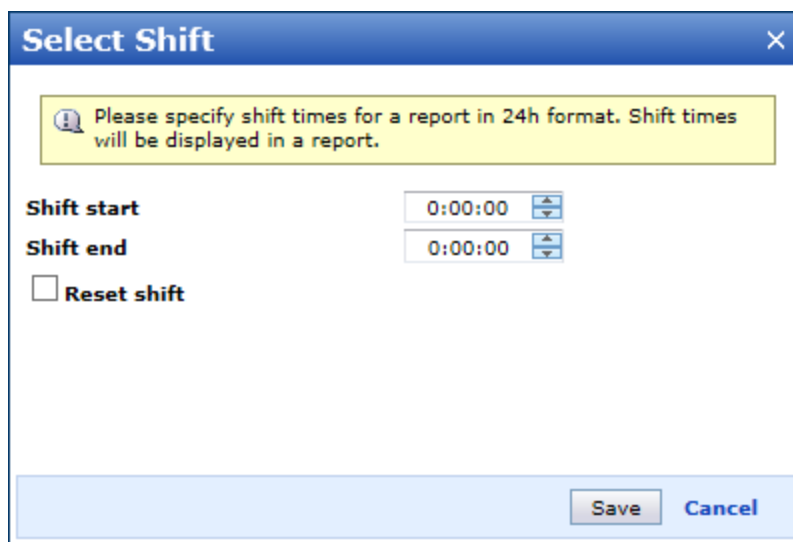 Select Shift
Please specify shift times for a report in 24h format. Shift times
will be displayed in a report.
Shift start 0:00:00
Shift end 0:00:00
Reset shift
Save Cancel